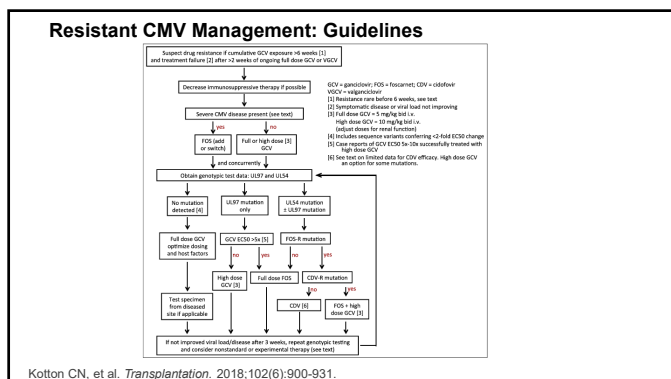 Resistant CMV Management: Guidelines
Suspect drug resistance if cumulative GCV exposure >6 weeks [1]
and treatment failure [2] after >2 weeks of ongoing full dose GCV or VGCV
Decrease immunosuppressive therapy if possible
Severe CMV disease present (see text)
yes
no
FOS (add
or switch)
Full or high dose [3]
GCV
and concurrently
Obtain genotypic test data: UL97 and UL54
GCV = ganciclovir; FOS = foscarnet; CDV = cidofovir
VGCV = valganciclovir
[1] Resistance rare before 6 weeks, see text
[2] Symptomatic disease or viral load not improving
[3] Full dose GCV = 5 mg/kg bid i.v.
High dose GCV = 10 mg/kg bid i.v.
(adjust doses for renal function)
[4] Includes sequence variants conferring <2-fold EC50 change
[5] Case reports of GCV EC50 5x-10x successfully treated with
high dose GCV
[6] See text on limited data for CDV efficacy. High dose GCV
an option for some mutations.
No
mutation
detected [4]
UL97 mutation
only
UL54 mutation
± UL97 mutation
Full dose GCV
optimize dosing
and host factors
GCV EC50 >5x [5]
FOS-R mutation
no
yes
no
yes
High dose
GCV [3]
Full dose FOS
CDV-R mutation
no
yes
Test specimen
from diseased
site if applicable
CDV [6]
FOS + high
dose GCV [3]
If not improved viral load/disease after 3 weeks, repeat genotypic testing
and consider nonstandard or experimental therapy (see text)
Kotton CN, et al. Transplantation. 2018;102(6):900-931.